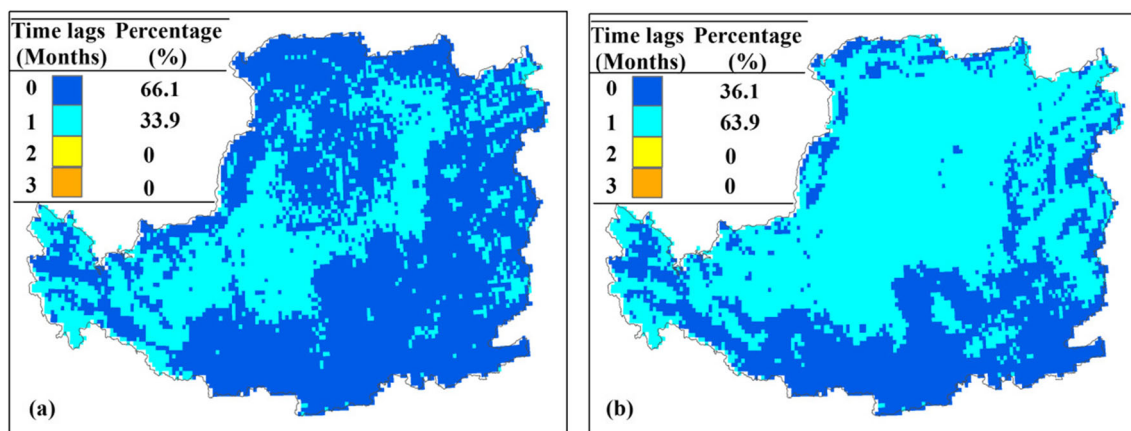 Time lags Percentage
(Months) (%)
0 66.1
1 33.9
2 0
3 0
(a)
Time lags Percentage
(Months) (%)
0 36.1
1 63.9
2 0
3 0
(b)